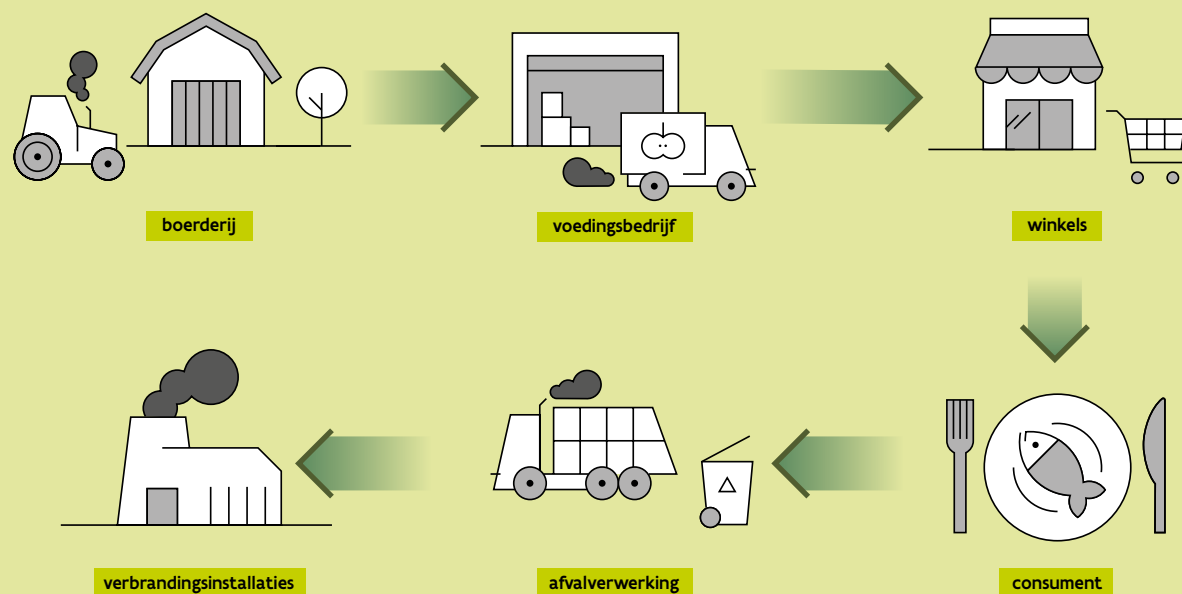 boerderij
voedingsbedrijf
winkels
verbrandingsinstallaties
afvalverwerking
consument